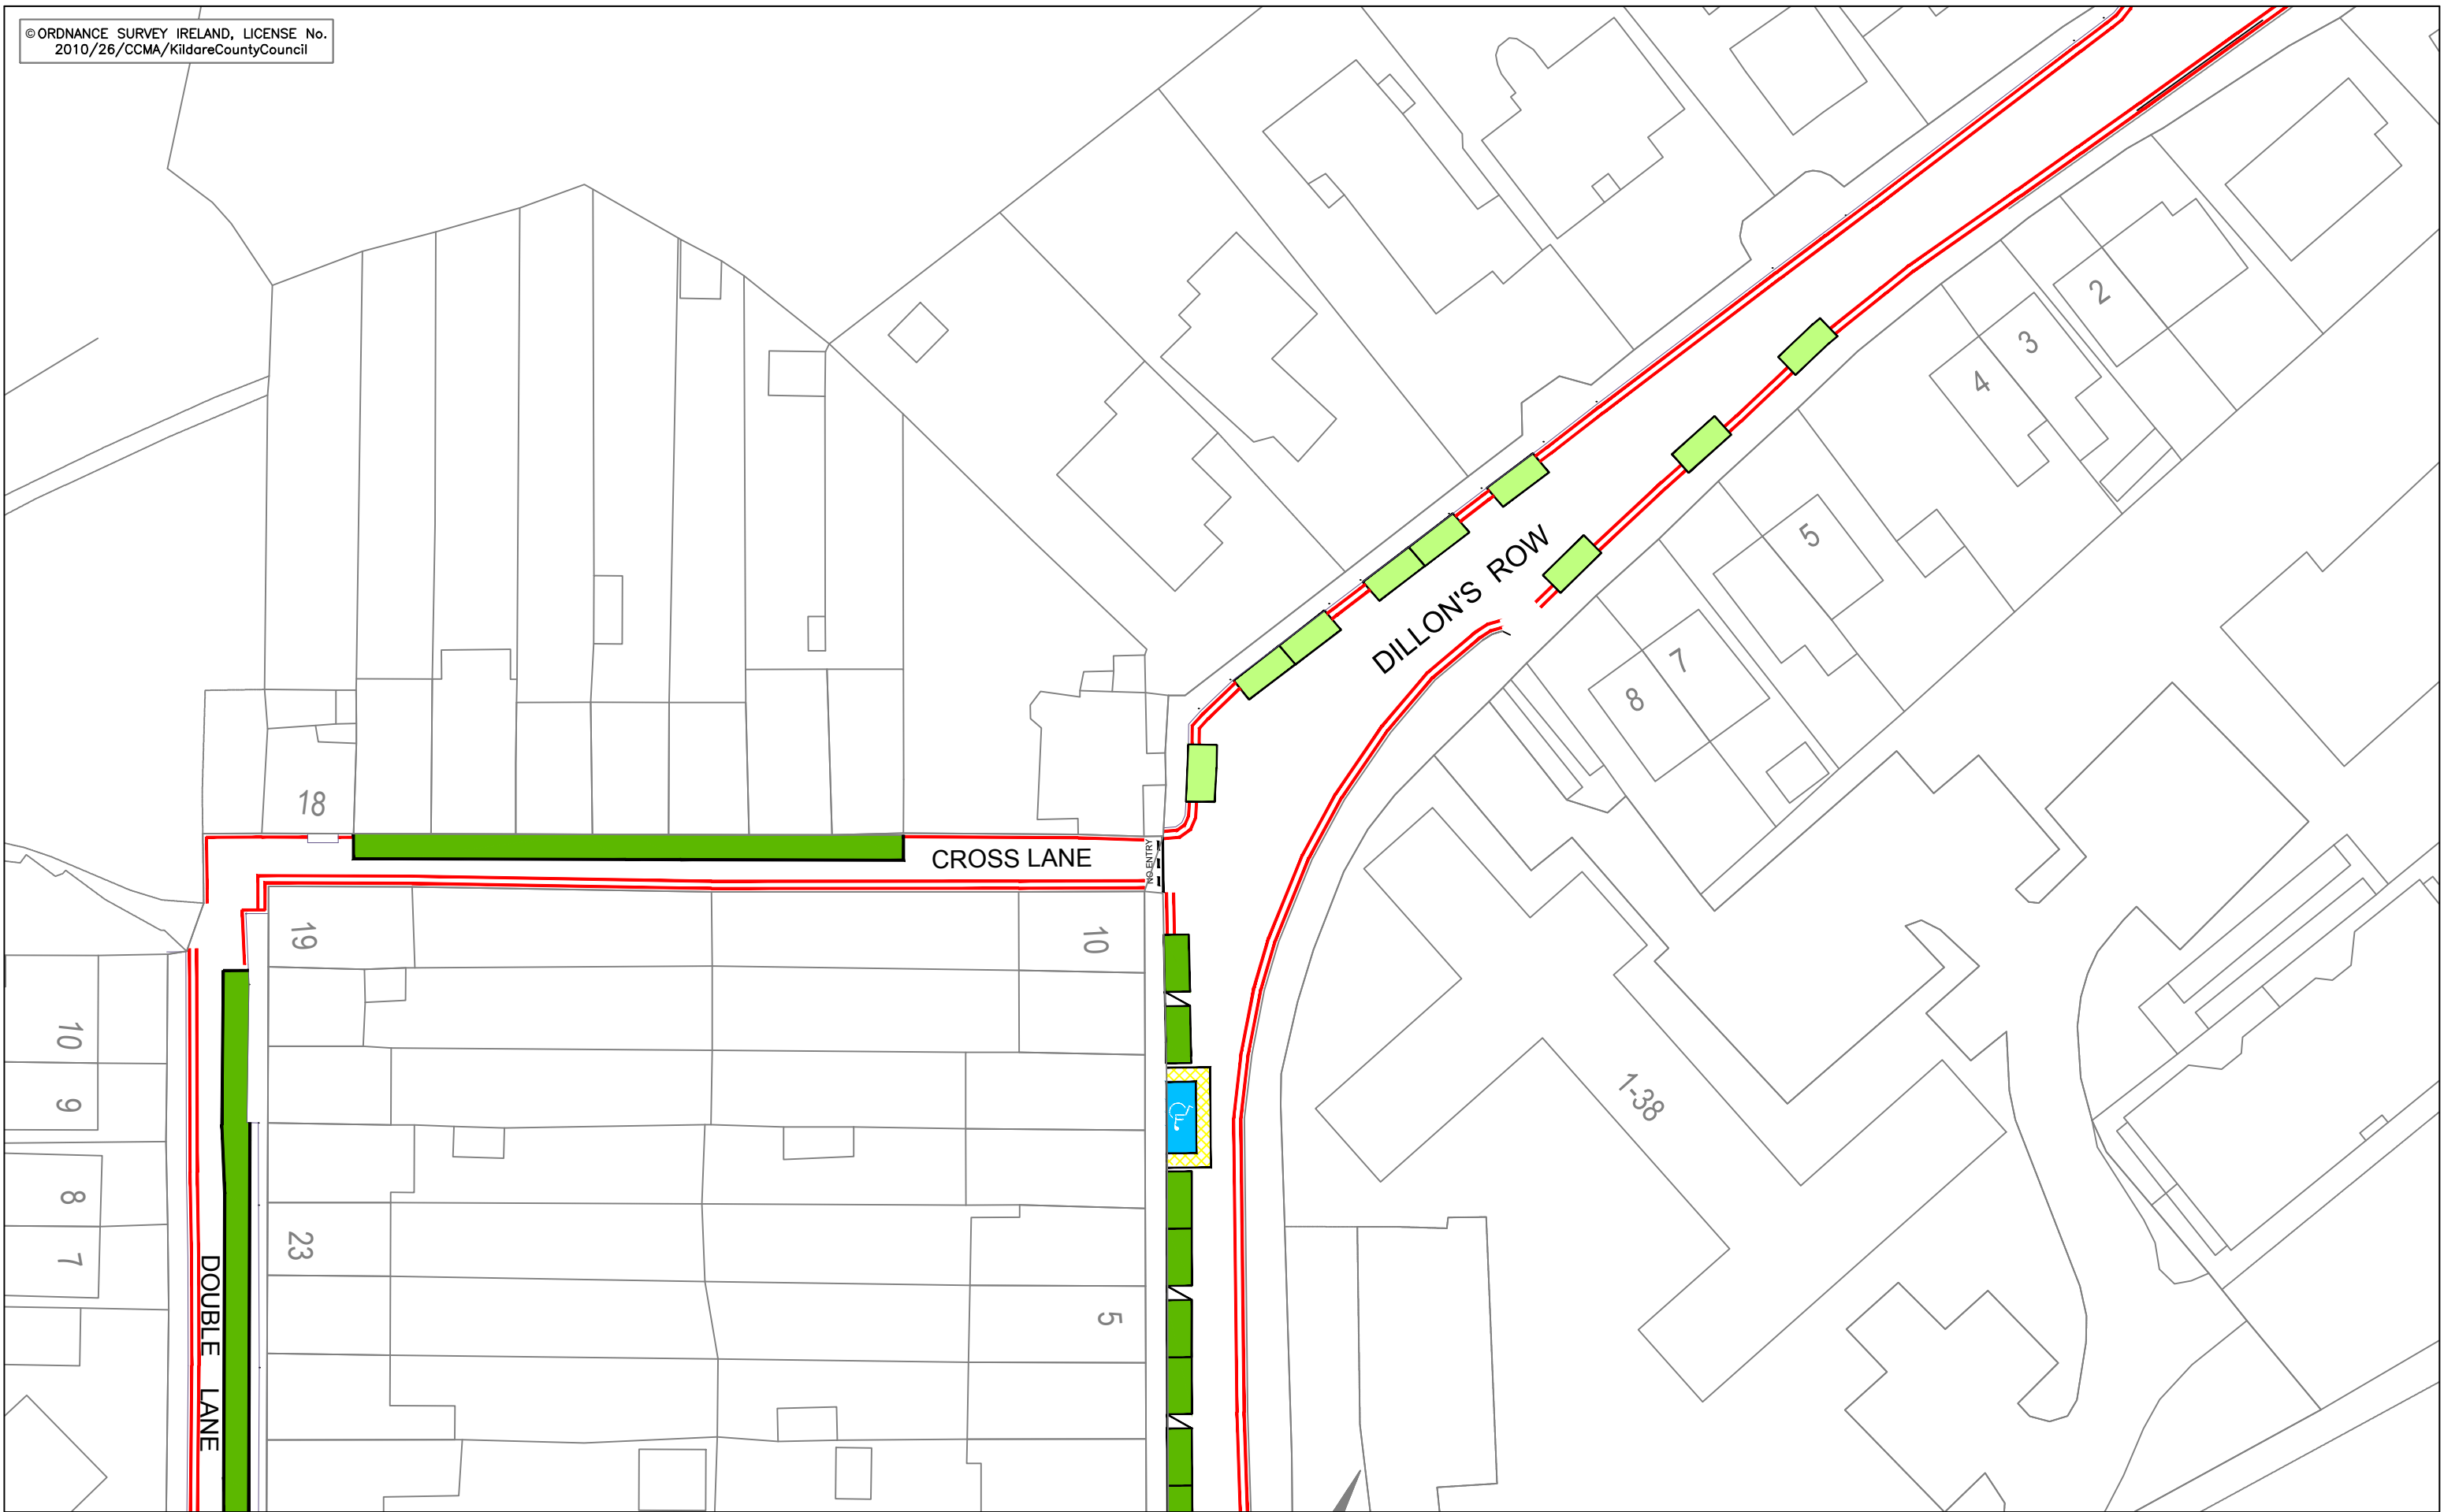 © ORDNANCE SURVEY IRELAND, LICENSE No.
2010/26/CCMA/KildareCountyCouncil
2
3
4
5
DILLON'S ROW
7
8
18
CROSS LANE
NO ENTRY
19
10
10
9
8
7
23
5
1-38
DOUBLE LANE